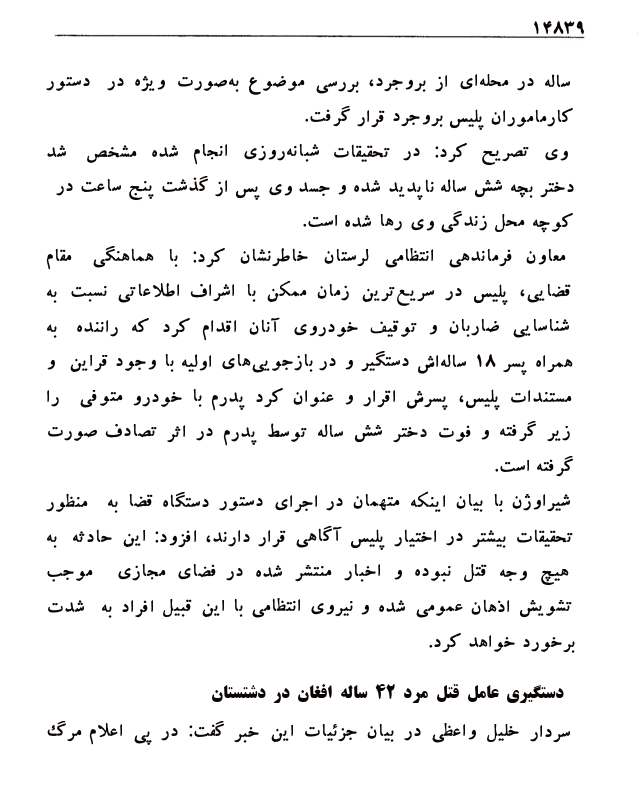 ۱۴۸۳۹
ساله در محله‌ای از بروجرد، بررسی موضوع به‌صورت ویژه در دستور
کارماموران پلیس بروجرد قرار گرفت.
وی تصریح کرد: در تحقیقات شبانه‌روزی انجام شده مشخص شد
دختر بچه شش ساله ناپدید شده و جسد وی پس از گذشت پنج ساعت در
کوچه محل زندگی وی رها شده است.
معاون فرماندهی انتظامی لرستان خاطرنشان کرد: با هماهنگی مقام
قضایی، پلیس در سریع‌ترین زمان ممکن با اشراف اطلاعاتی نسبت به
شناسایی ضاربان و توقیف خودروی آنان اقدام کرد که راننده به
همراه پسر ۱۸ ساله‌اش دستگیر و در بازجویی‌های اولیه با وجود قراین و
مستندات پلیس، پسرش اقرار و عنوان کرد پدرم با خودرو متوفی را
زیر گرفته و فوت دختر شش ساله توسط پدرم در اثر تصادف صورت
گرفته است.
شیراوژن با بیان اینکه متهمان در اجرای دستور دستگاه قضا به منظور
تحقیقات بیشتر در اختیار پلیس آگاهی قرار دارند، افزود: این حادثه به
هیچ وجه قتل نبوده و اخبار منتشر شده در فضای مجازی موجب
تشویش اذهان عمومی شده و نیروی انتظامی با این قبیل افراد به شدت
برخورد خواهد کرد.
دستگیری عامل قتل مرد ۴۲ ساله افغان در دشتستان
سردار خلیل واعظی در بیان جزئیات این خبر گفت: در پی اعلام مرگ